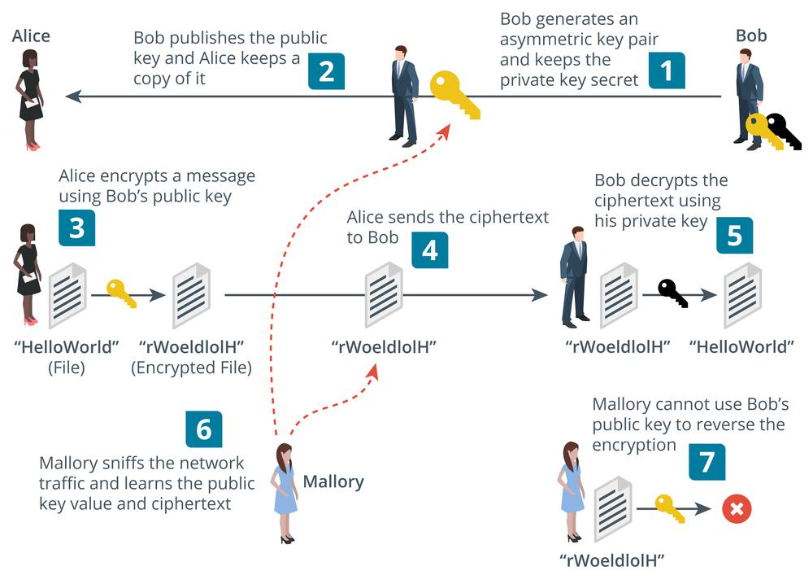 Alice
Bob publishes the public
key and Alice keeps a
copy of it
2
Bob generates an
asymmetric key pair
and keeps the
private key secret
1
Bob
Alice encrypts a message
using Bob's public key
3
Alice sends the ciphertext
to Bob
4
Bob decrypts the
ciphertext using
his private key
5
"HelloWorld"
(File)
"rWoeldlolH"
(Encrypted File)
"rWoeldlolH"
"rWoeldlolH"
"HelloWorld"
6
Mallory sniffs the network
traffic and learns the public
key value and ciphertext
Mallory
Mallory cannot use Bob's
public key to reverse the
encryption
7
"rWoeldlolH"